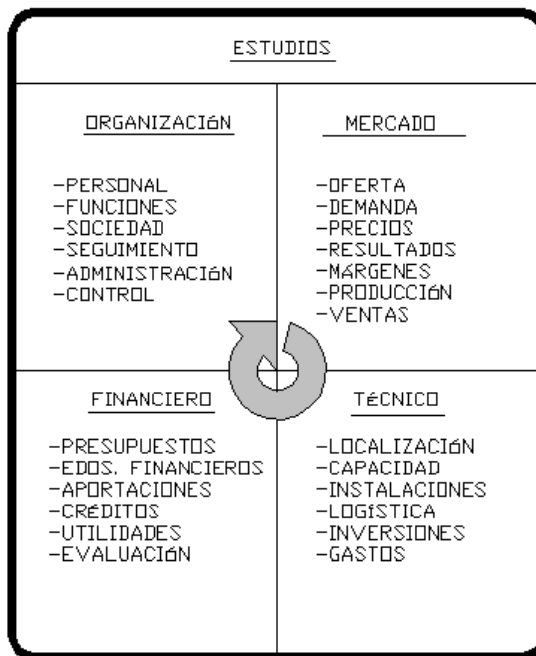 ESTUDIOS
ORGANIZACIóN
-PERSONAL
-FUNCIONES
-SOCIEDAD
-SEGUIMIENTO
-ADMINISTRACIóN
-CONTROL
MERCADO
-OFERTA
-DEMANDA
-PRECIOS
-RESULTADOS
-MáRGENES
-PRODUCCIóN
-VENTAS
FINANCIERO
-PRESUPUESTOS
-EDOS. FINANCIEROS
-APORTACIONES
-CRéDITOS
-UTILIDADES
-EVALUACIóN
TéCNICO
-LOCALIZACIóN
-CAPACIDAD
-INSTALACIONES
-LOGíSTICA
-INVERSIONES
-GASTOS